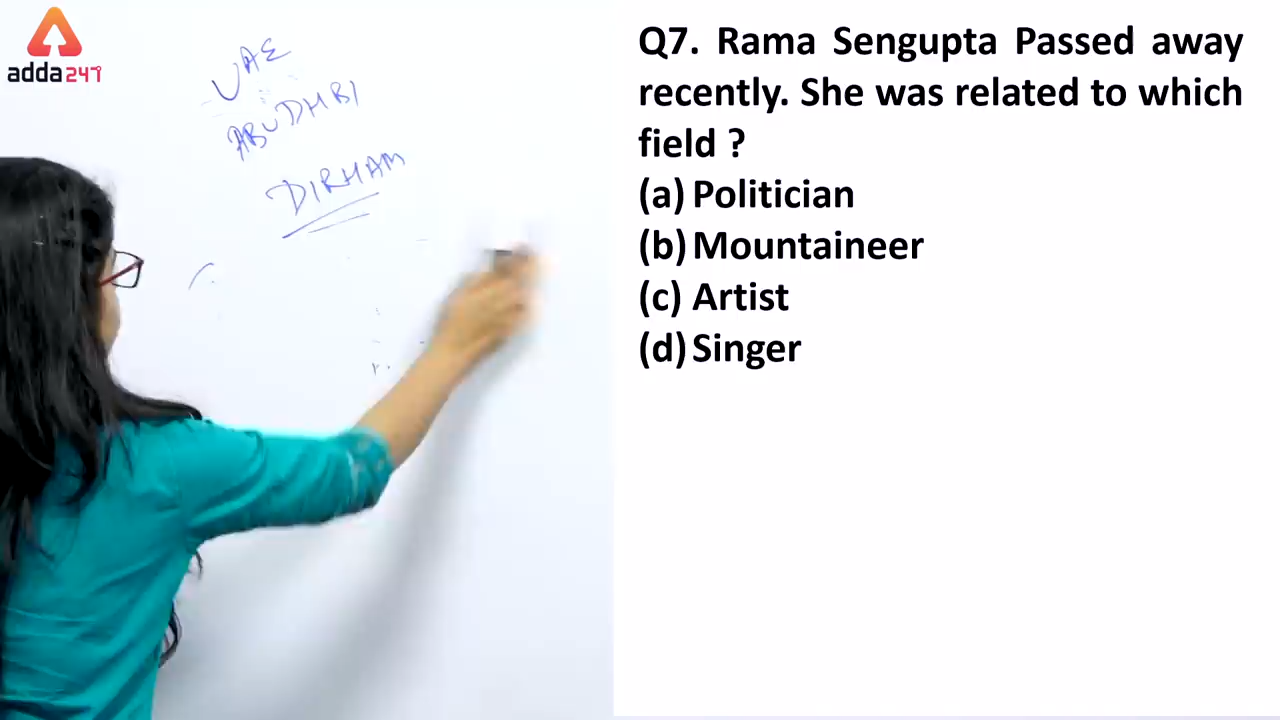 adda247
UAE
ABUDHBI
DIRHAM
Q7. Rama Sengupta Passed away
recently. She was related to which
field ?
(a) Politician
(b) Mountaineer
(c) Artist
(d) Singer